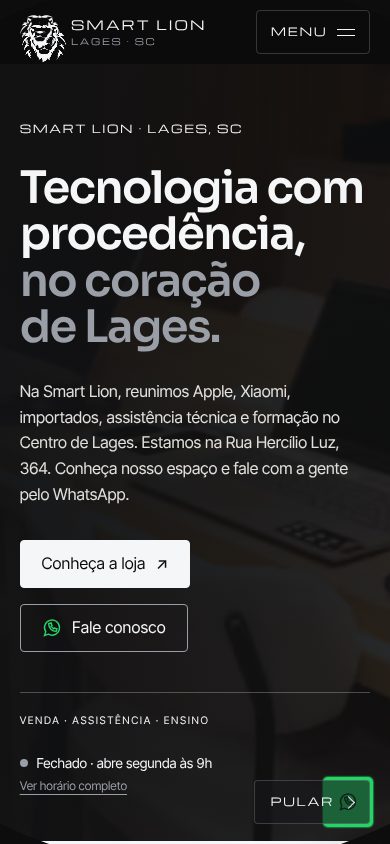 SMART LION
LAGES · SC
MENU
SMART LION · LAGES, SC
Tecnologia com
procedência,
no coração
de Lages.
Na Smart Lion, reunimos Apple, Xiaomi,
importados, assistência técnica e formação no
Centro de Lages. Estamos na Rua Hercílio Luz,
364. Conheça nosso espaço e fale com a gente
pelo WhatsApp.
Conheça a loja
Fale conosco
VENDA · ASSISTÊNCIA · ENSINO
Fechado · abre segunda às 9h
Ver horário completo
PULAR